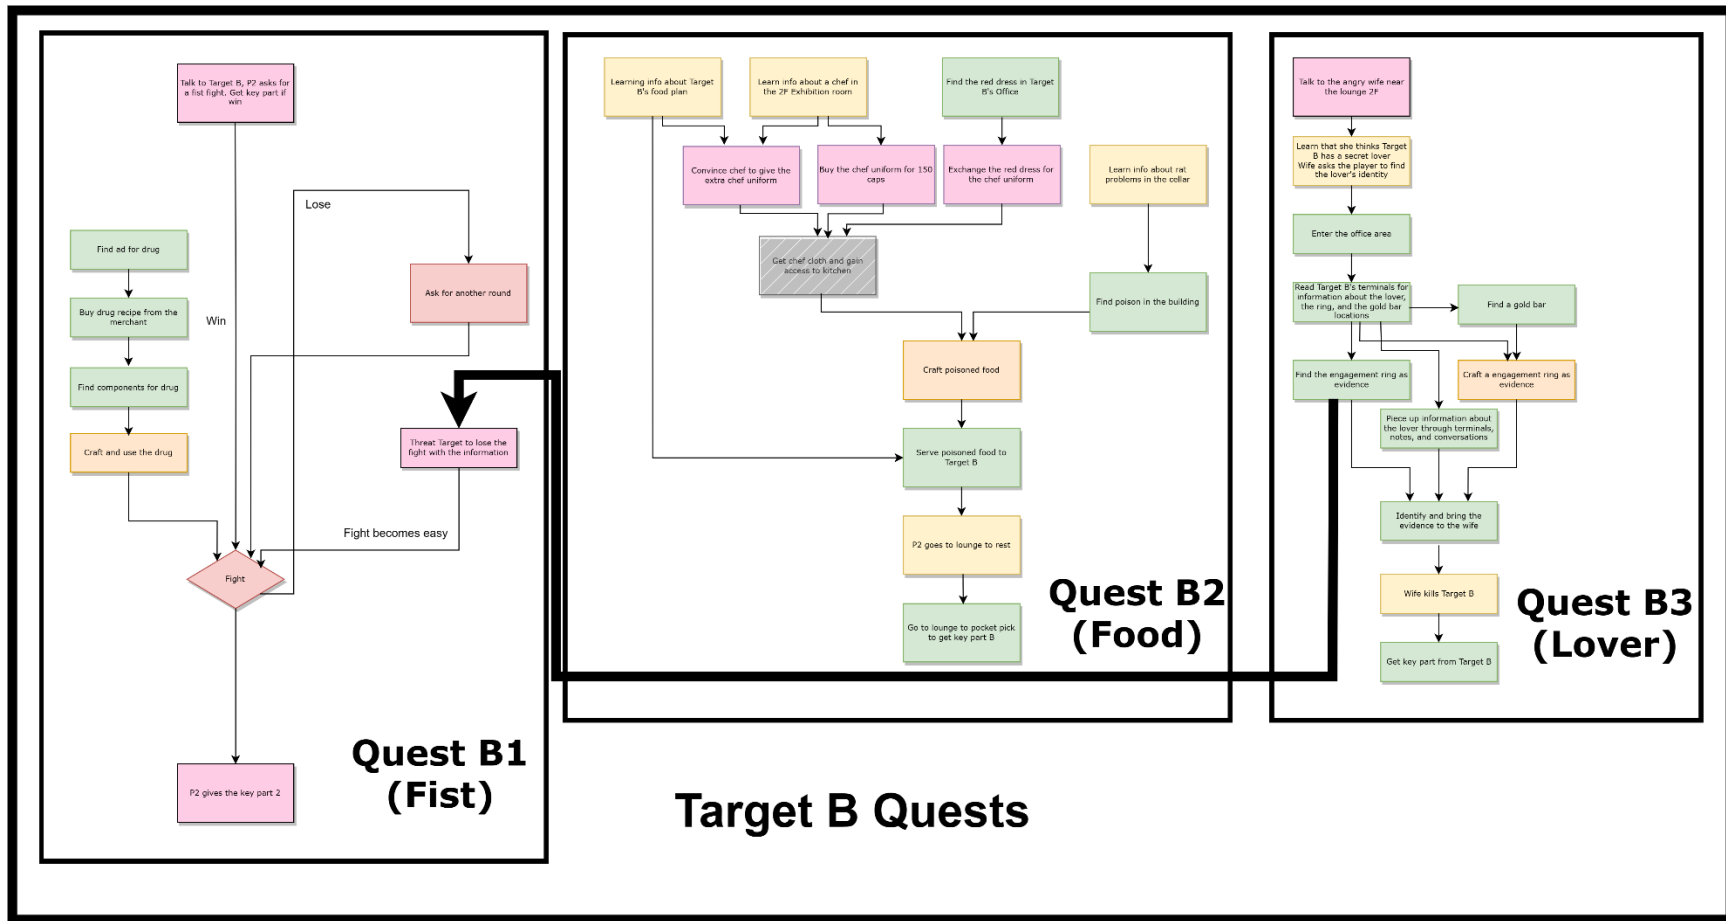 Talk to Target B, P2 asks for
a fist fight. Get key part if
win
Find ad for drug
Buy drug recipe from the
merchant
Find components for drug
Craft and use the drug
Win
Lose
Ask for another round
Threat Target to lose the
fight with the information
Fight becomes easy
Fight
P2 gives the key part 2
Quest B1
(Fist)
Learning info about Target
B's food plan
Learn info about a chef in
the 2F Exhibition room
Find the red dress in Target
B's Office
Convince chef to give the
extra chef uniform
Buy the chef uniform for 150
caps
Exchange the red dress for
the chef uniform
Learn info about rat
problems in the cellar
Get chef cloth and gain
access to kitchen
Find poison in the building
Craft poisoned food
Serve poisoned food to
Target B
P2 goes to lounge to rest
Go to lounge to pocket pick
to get key part B
Quest B2
(Food)
Talk to the angry wife near
the lounge 2F
Learn that she thinks Target
B has a secret lover
Wife asks the player to find
the lover's identity
Enter the office area
Read Target B's terminals for
information about the lover,
the ring, and the gold bar
locations
Find a gold bar
Find the engagement ring as
evidence
Craft a engagement ring as
evidence
Piece up information about
the lover through terminals,
notes, and conversations
Identify and bring the
evidence to the wife
Wife kills Target B
Get key part from Target B
Quest B3
(Lover)
Target B Quests